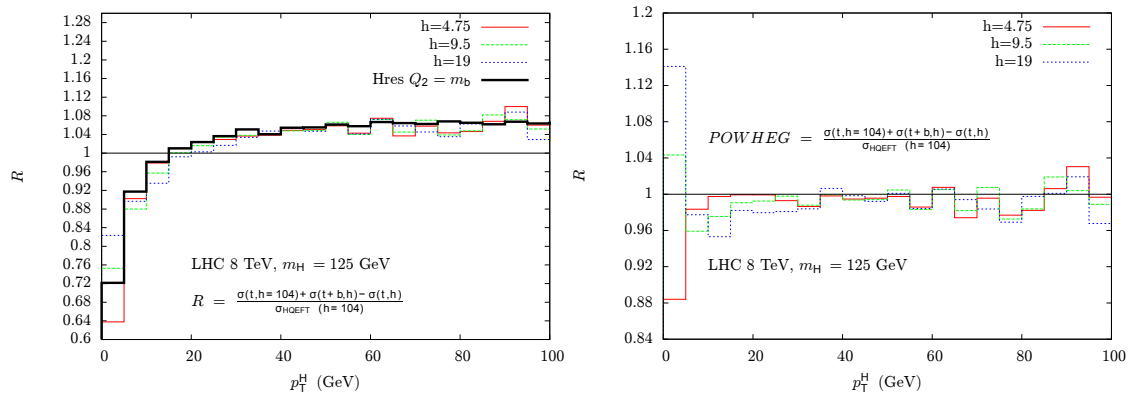 1.28
1.24
1.2
1.16
1.12
1.08
1.04
1
0.96
0.92
0.88
0.84
0.8
0.76
0.72
0.68
0.64
0.6
R
h=4.75
h=9.5
h=19
Hres Q₂ = m_b
LHC 8 TeV, m_H = 125 GeV
R = σ(t,h=104)+σ(t+b,h)−σ(t,h) / σ_HQEFT (h=104)
0 20 40 60 80 100
p_T^H (GeV)
1.2
1.16
1.12
1.08
1.04
1
0.96
0.92
0.88
0.84
R
h=4.75
h=9.5
h=19
POWHEG = σ(t,h=104)+σ(t+b,h)−σ(t,h) / σ_HQEFT (h=104)
LHC 8 TeV, m_H = 125 GeV
0 20 40 60 80 100
p_T^H (GeV)